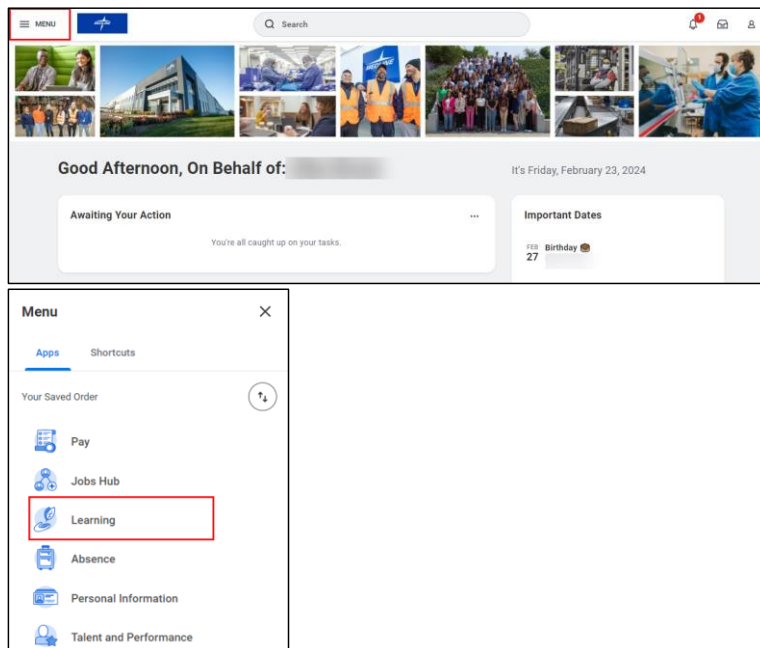 MENU
Search
1
MEDLINE
Good Afternoon, On Behalf of:
It's Friday, February 23, 2024
Awaiting Your Action
...
You're all caught up on your tasks.
Important Dates
FEB
27
Birthday
Menu
Apps
Shortcuts
Your Saved Order
Pay
Jobs Hub
Learning
Absence
Personal Information
Talent and Performance